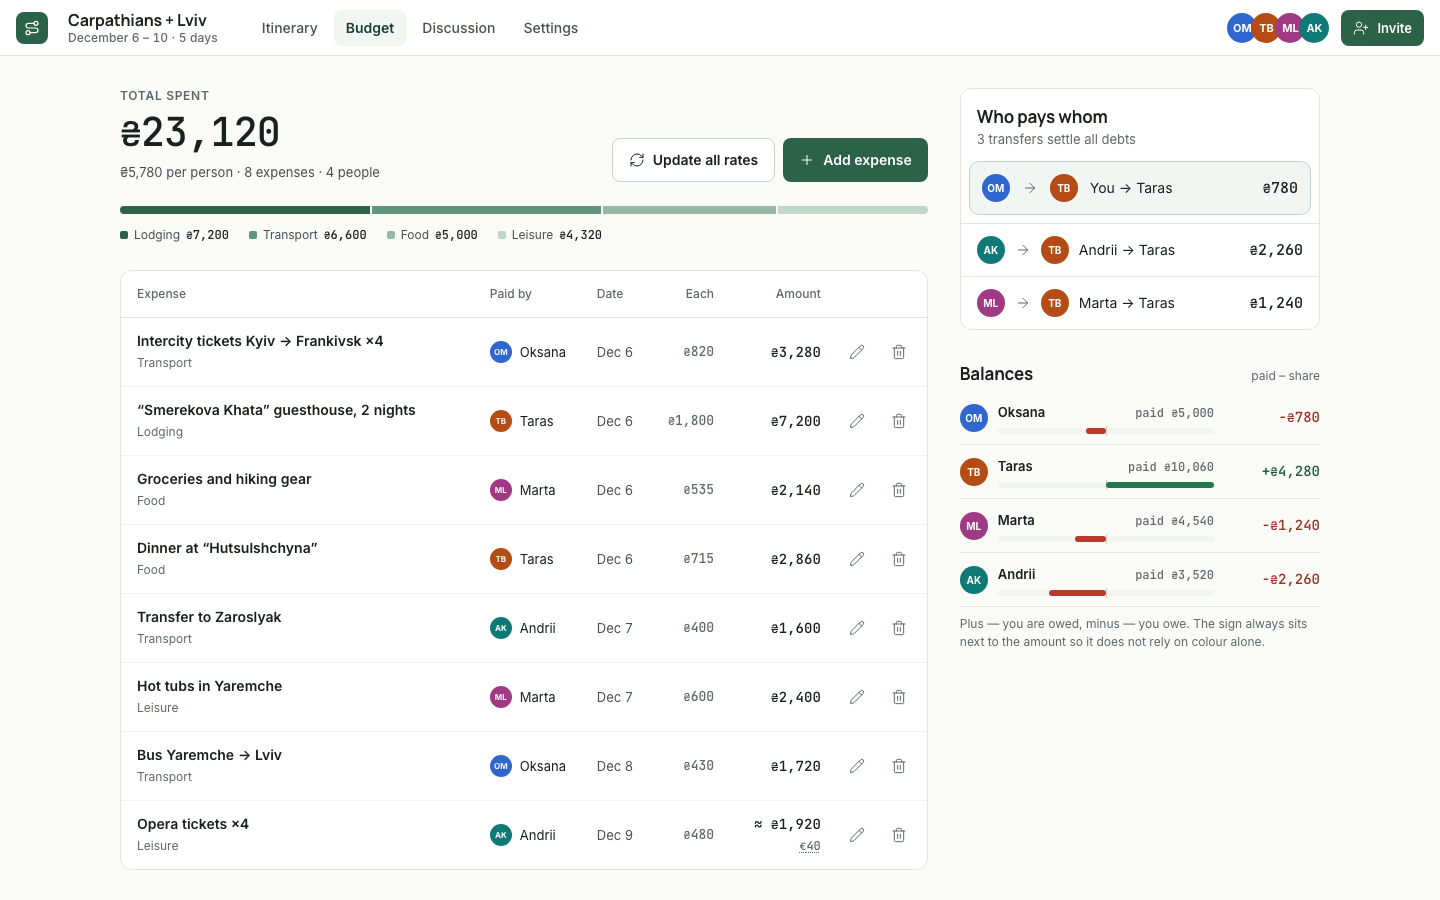 Carpathians + Lviv
December 6 – 10 · 5 days
Itinerary
Budget
Discussion
Settings
OM TB ML AK
Invite
TOTAL SPENT
₴23,120
₴5,780 per person · 8 expenses · 4 people
Update all rates
Add expense
Lodging ₴7,200
Transport ₴6,600
Food ₴5,000
Leisure ₴4,320
Expense Paid by Date Each Amount
Intercity tickets Kyiv → Frankivsk ×4
Transport
OM Oksana Dec 6 ₴820 ₴3,280
“Smerekova Khata” guesthouse, 2 nights
Lodging
TB Taras Dec 6 ₴1,800 ₴7,200
Groceries and hiking gear
Food
ML Marta Dec 6 ₴535 ₴2,140
Dinner at “Hutsulshchyna”
Food
TB Taras Dec 6 ₴715 ₴2,860
Transfer to Zaroslyak
Transport
AK Andrii Dec 7 ₴400 ₴1,600
Hot tubs in Yaremche
Leisure
ML Marta Dec 7 ₴600 ₴2,400
Bus Yaremche → Lviv
Transport
OM Oksana Dec 8 ₴430 ₴1,720
Opera tickets ×4
Leisure
AK Andrii Dec 9 ₴480 ≈ ₴1,920
€40
Who pays whom
3 transfers settle all debts
OM → TB You → Taras ₴780
AK → TB Andrii → Taras ₴2,260
ML → TB Marta → Taras ₴1,240
Balances paid – share
OM Oksana paid ₴5,000 -₴780
TB Taras paid ₴10,060 +₴4,280
ML Marta paid ₴4,540 -₴1,240
AK Andrii paid ₴3,520 -₴2,260
Plus — you are owed, minus — you owe. The sign always sits
next to the amount so it does not rely on colour alone.